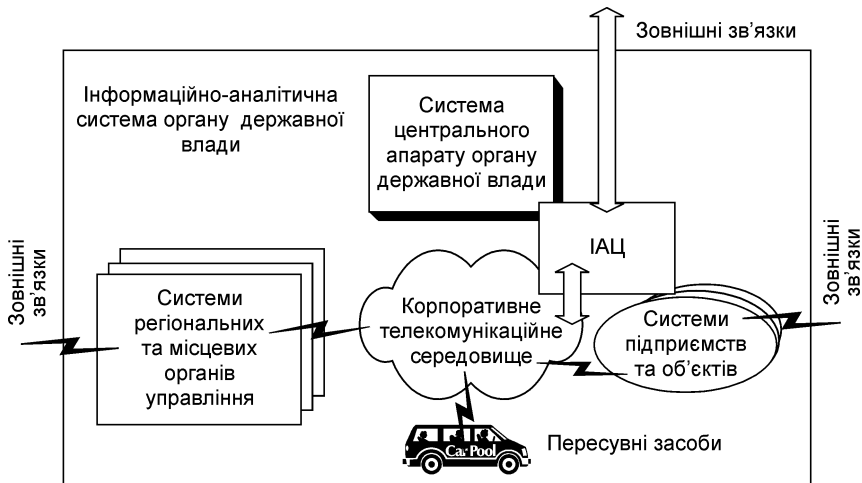 Зовнішні зв’язки
Інформаційно-аналітична
система органу державної
влади
Система
центрального
апарату органу
державної влади
ІАЦ
Зовнішні
зв’язки
Системи
регіональних
та місцевих
органів
управління
Корпоративне
телекомунікаційне
середовище
Системи
підприємств
та об’єктів
Зовнішні
зв’язки
Car Pool
Пересувні засоби